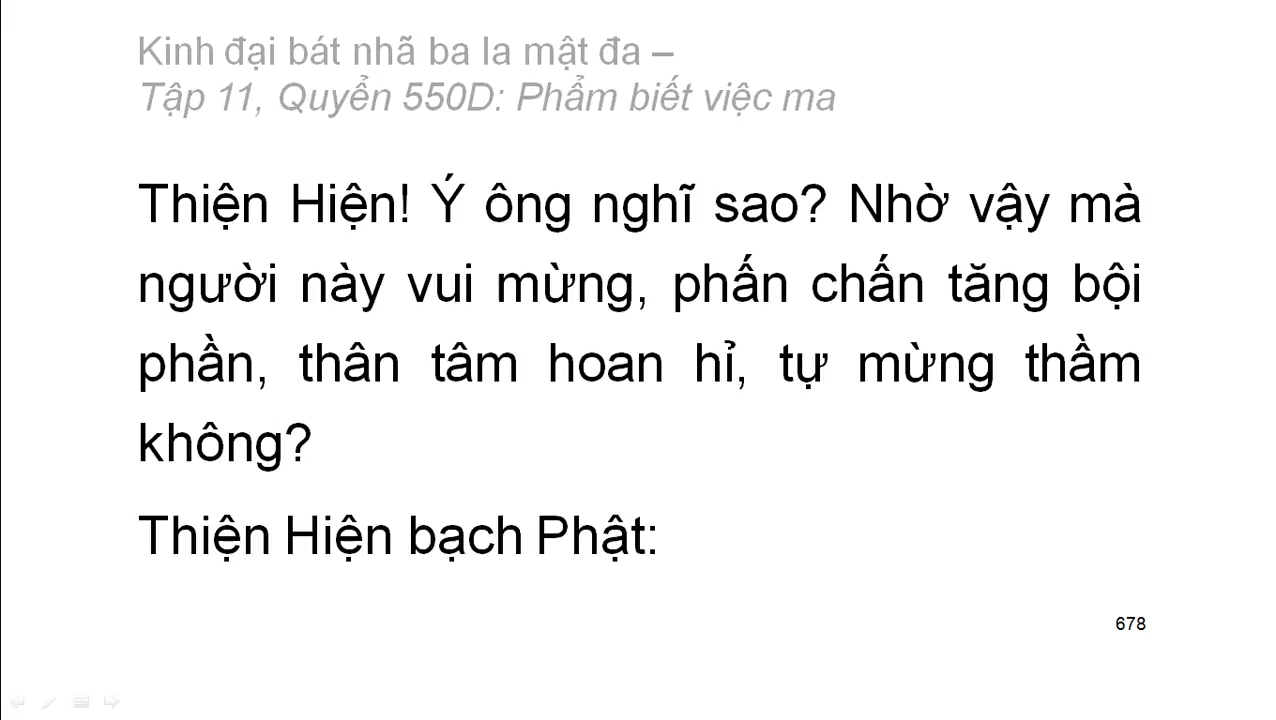 Kinh đại bát nhã ba la mật đa –
Tập 11, Quyển 550D: Phẩm biết việc ma
Thiện Hiện! Ý ông nghĩ sao? Nhờ vậy mà
người này vui mừng, phấn chấn tăng bội
phần, thân tâm hoan hỉ, tự mừng thầm
không?
Thiện Hiện bạch Phật:
678